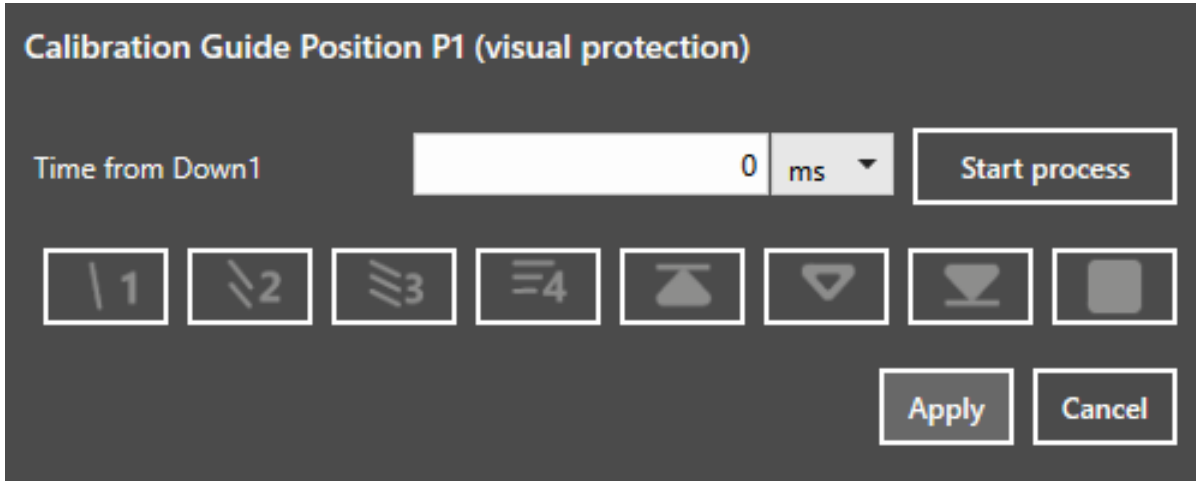 Calibration Guide Position P1 (visual protection)
Time from Down1 0 ms Start process
1 2 3 4
Apply Cancel